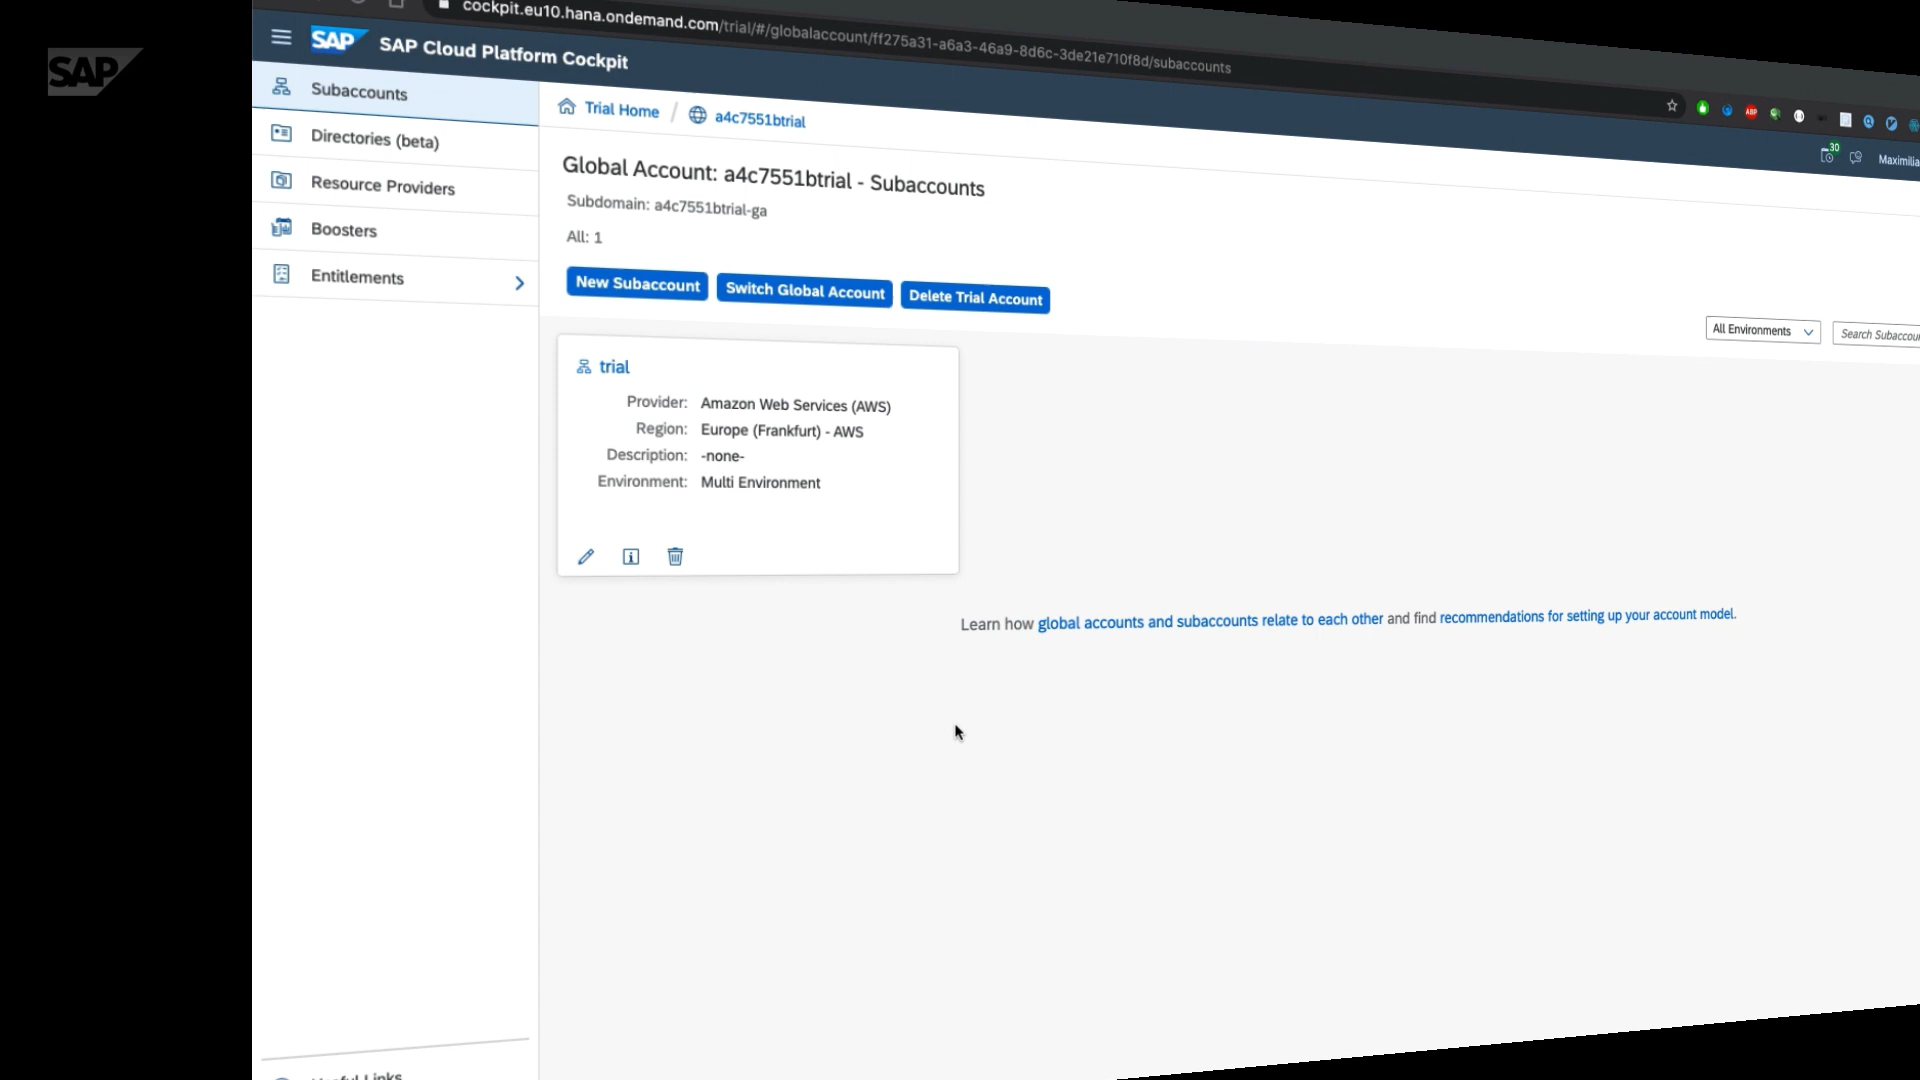 SAP
cockpit.eu10.hana.ondemand.com/trial/#/globalaccount/ff275a31-a6a3-46a9-8d6c-3de21e710f8d/subaccounts
SAP SAP Cloud Platform Cockpit
ABP
30
Maximilia
Subaccounts
Directories (beta)
Resource Providers
Boosters
Entitlements
Useful Links
Trial Home / a4c7551btrial
Global Account: a4c7551btrial - Subaccounts
Subdomain: a4c7551btrial-ga
All: 1
New Subaccount Switch Global Account Delete Trial Account
All Environments Search Subaccour
trial
Provider: Amazon Web Services (AWS)
Region: Europe (Frankfurt) - AWS
Description: -none-
Environment: Multi Environment
Learn how global accounts and subaccounts relate to each other and find recommendations for setting up your account model.